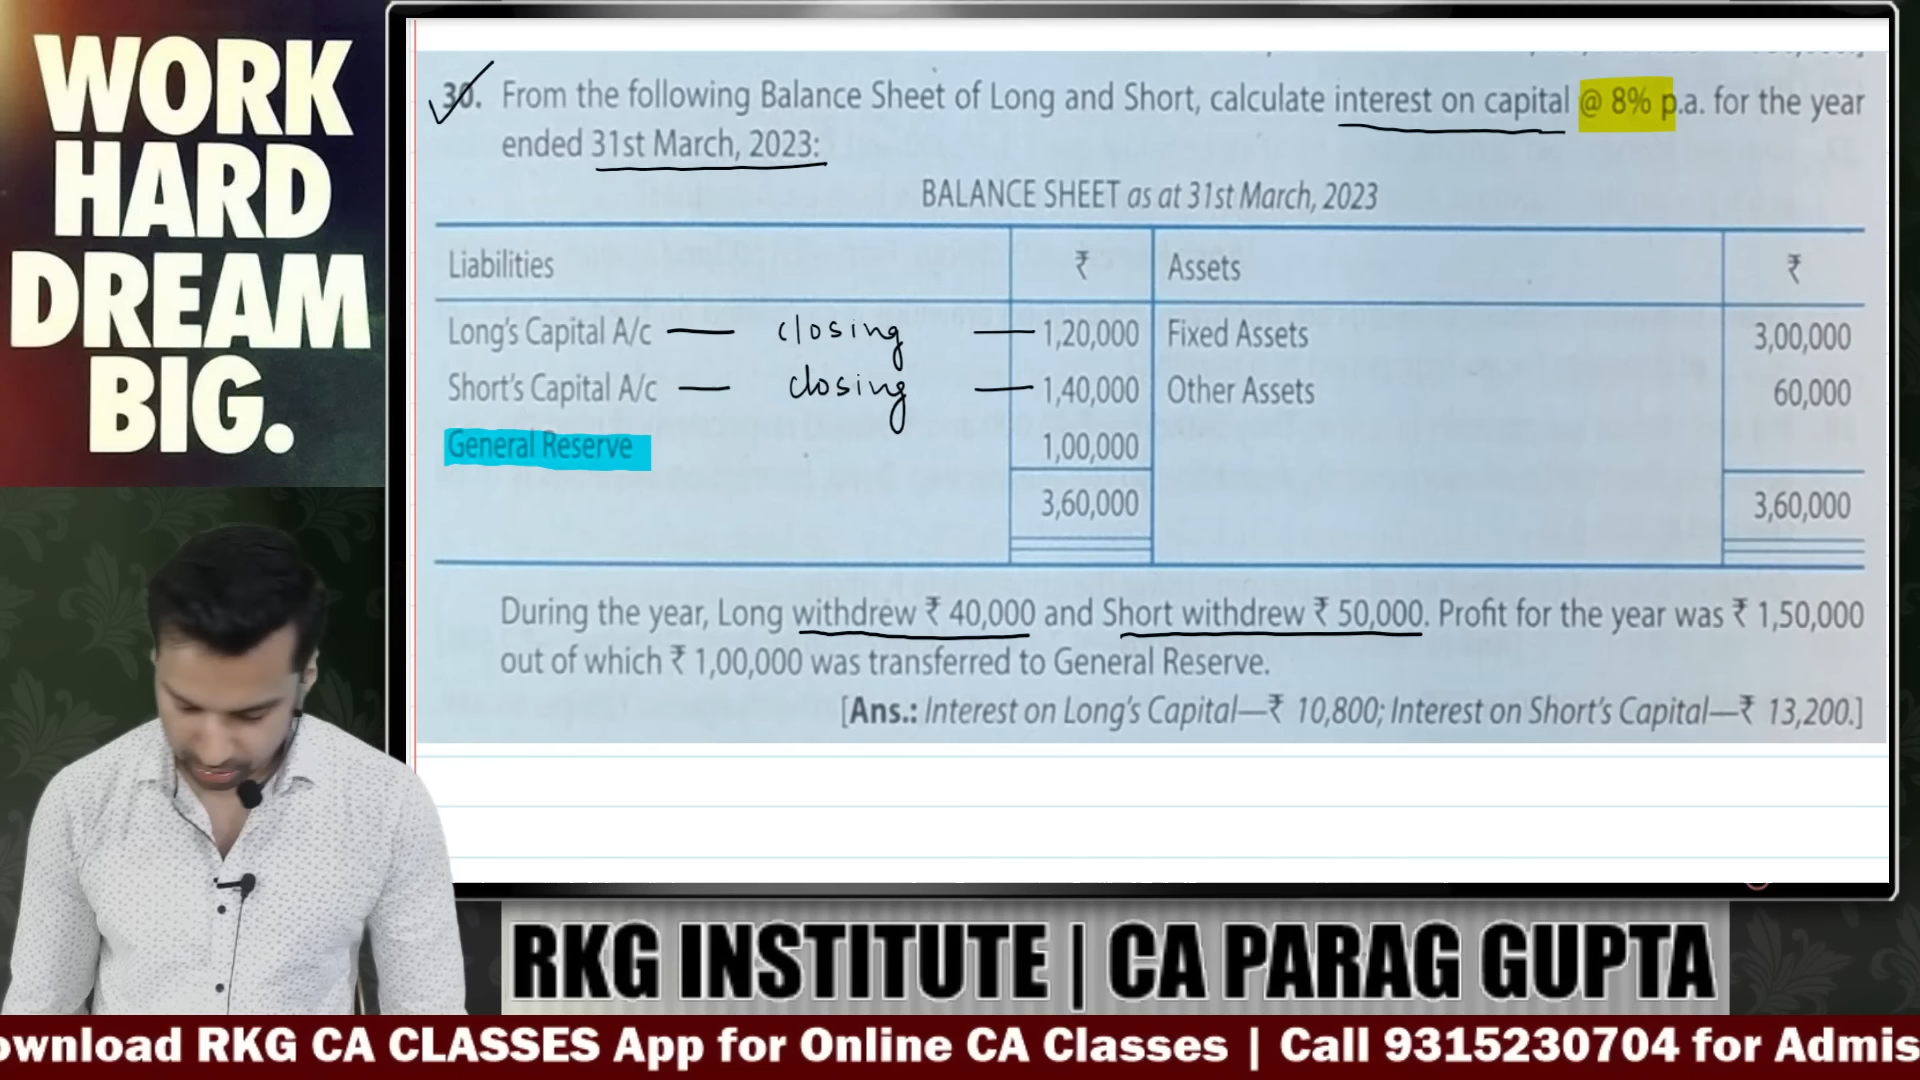 WORK
HARD
DREAM
BIG.
30. From the following Balance Sheet of Long and Short, calculate interest on capital @ 8% p.a. for the year
ended 31st March, 2023:
BALANCE SHEET as at 31st March, 2023
Liabilities ₹ Assets ₹
Long's Capital A/c — closing — 1,20,000 Fixed Assets 3,00,000
Short's Capital A/c — closing — 1,40,000 Other Assets 60,000
General Reserve 1,00,000
3,60,000 3,60,000
During the year, Long withdrew ₹ 40,000 and Short withdrew ₹ 50,000. Profit for the year was ₹ 1,50,000
out of which ₹ 1,00,000 was transferred to General Reserve.
[Ans.: Interest on Long's Capital—₹ 10,800; Interest on Short's Capital—₹ 13,200.]
RKG INSTITUTE | CA PARAG GUPTA
ownload RKG CA CLASSES App for Online CA Classes | Call 9315230704 for Admis